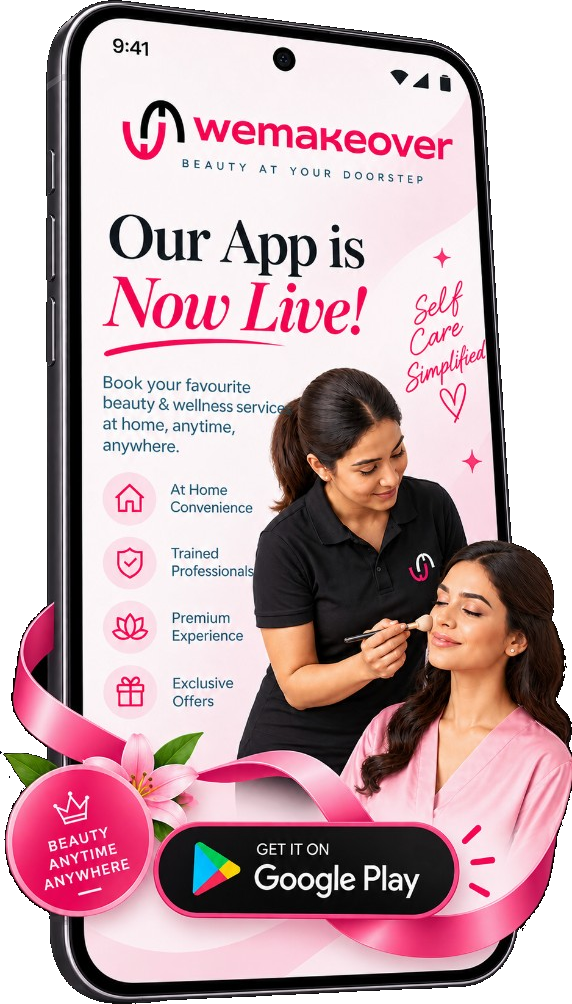 9:41
wemakeover
BEAUTY AT YOUR DOORSTEP
Our App is
Now Live!
Self
Care
Simplified
Book your favourite
beauty & wellness service
at home, anytime,
anywhere.
At Home
Convenience
Trained
Professionals
Premium
Experience
Exclusive
Offers
BEAUTY
ANYTIME
ANYWHERE
GET IT ON
Google Play